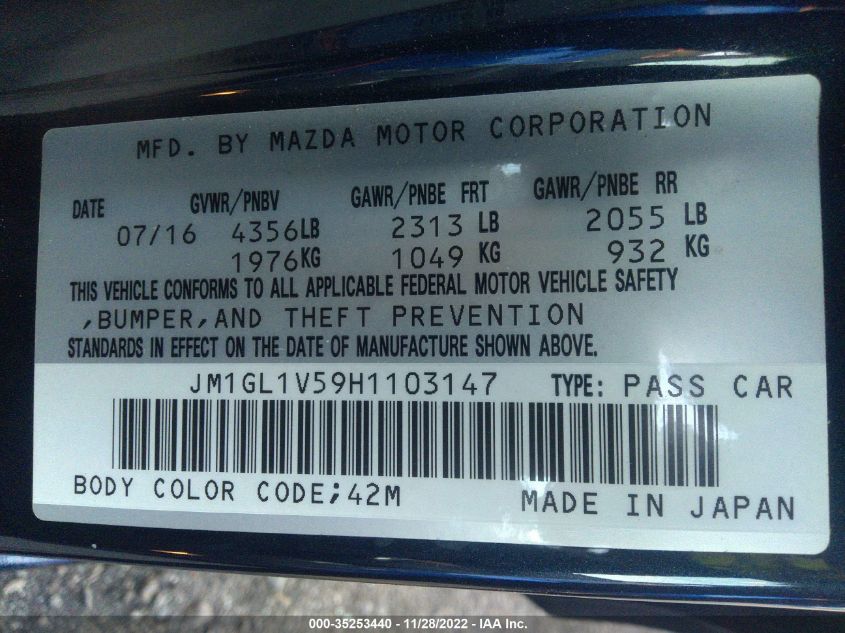 MFD. BY MAZDA MOTOR CORPORATION
DATE GVWR/PNBV GAWR/PNBE FRT GAWR/PNBE RR
07/16 4356LB 2313 LB 2055 LB
1976KG 1049 KG 932 KG
THIS VEHICLE CONFORMS TO ALL APPLICABLE FEDERAL MOTOR VEHICLE SAFETY
,BUMPER,AND THEFT PREVENTION
STANDARDS IN EFFECT ON THE DATE OF MANUFACTURE SHOWN ABOVE.
JM1GL1V59H1103147 TYPE: PASS CAR
BODY COLOR CODE;42M MADE IN JAPAN
000-35253440 - 11/28/2022 - IAA Inc.